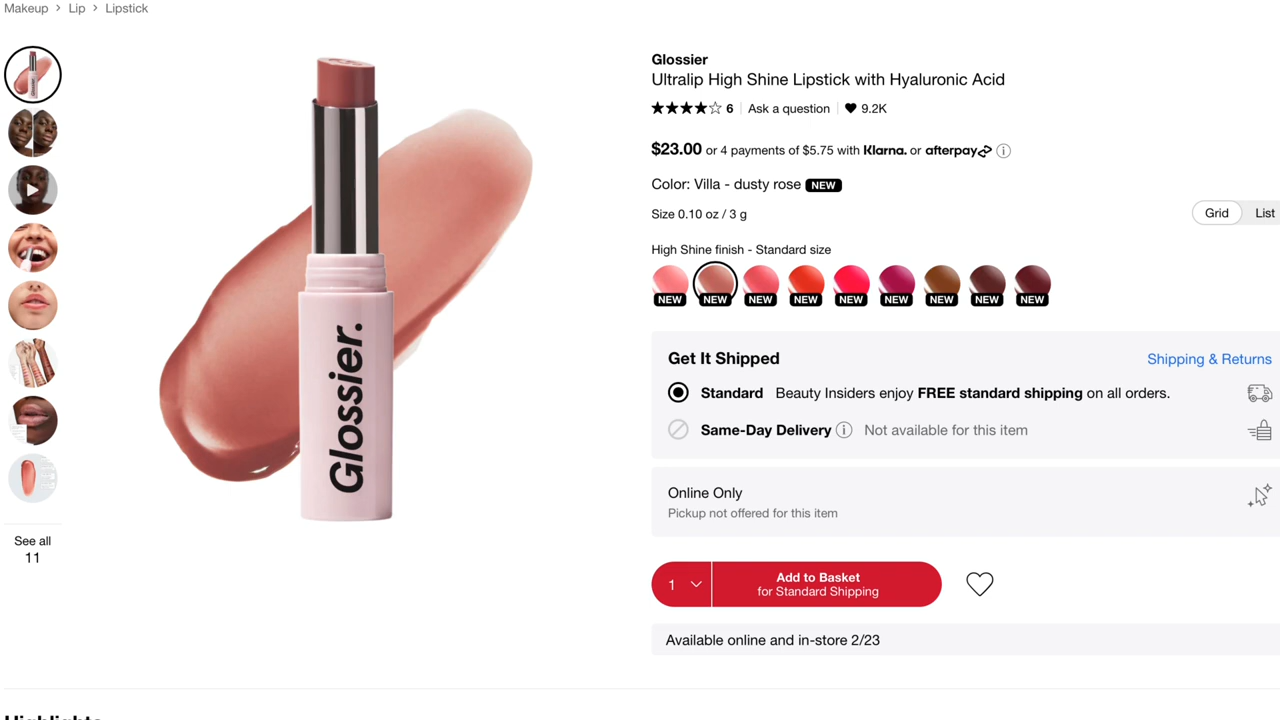 Makeup > Lip > Lipstick
Glossier
Ultralip High Shine Lipstick with Hyaluronic Acid
6 Ask a question 9.2K
$23.00 or 4 payments of $5.75 with Klarna. or afterpay
Color: Villa - dusty rose NEW
Size 0.10 oz / 3 g
Grid List
High Shine finish - Standard size
NEW NEW NEW NEW NEW NEW NEW NEW NEW
Glossier.
Get It Shipped Shipping & Returns
Standard Beauty Insiders enjoy FREE standard shipping on all orders.
Same-Day Delivery Not available for this item
Online Only
Pickup not offered for this item
See all
11
1 Add to Basket
for Standard Shipping
Available online and in-store 2/23
Highlights